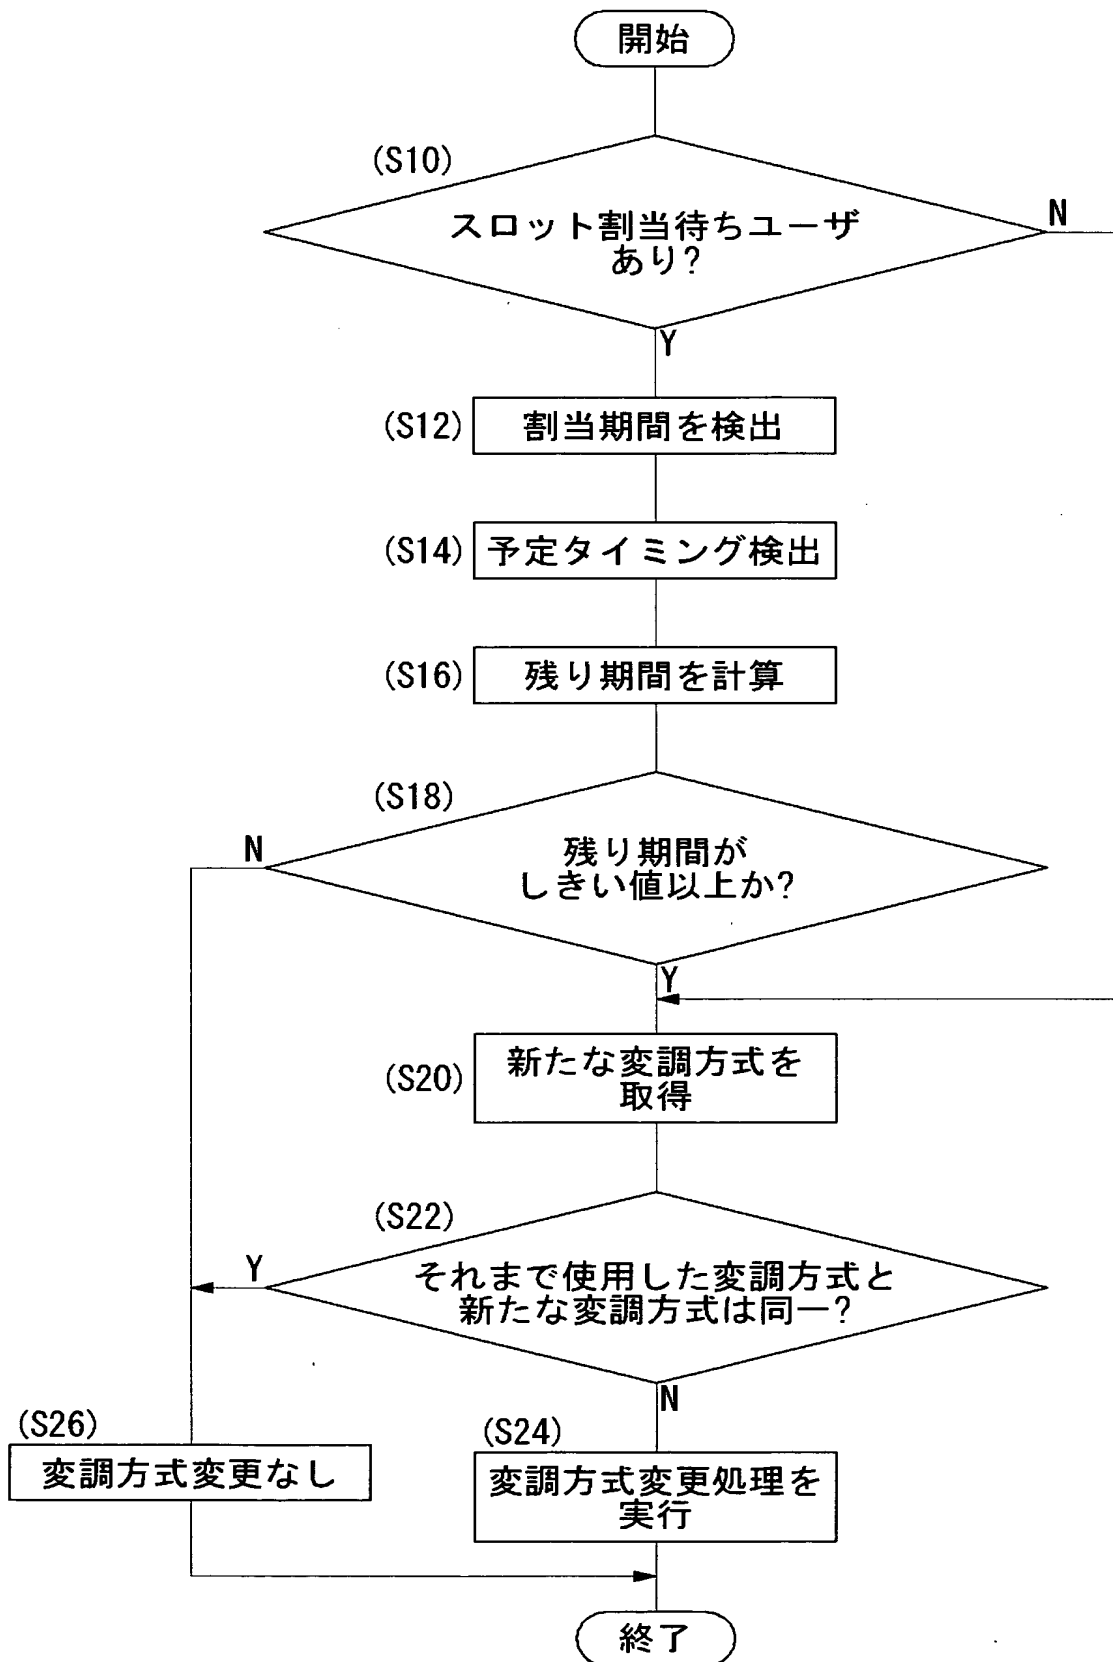 開始
(S10)
スロット割当待ちユーザ
あり?
N
Y
(S12)
割当期間を検出
(S14)
予定タイミング検出
(S16)
残り期間を計算
(S18)
N
残り期間が
しきい値以上か?
Y
(S20)
新たな変調方式を
取得
(S22)
Y
それまで使用した変調方式と
新たな変調方式は同一?
N
(S26)
変調方式変更なし
(S24)
変調方式変更処理を
実行
終了